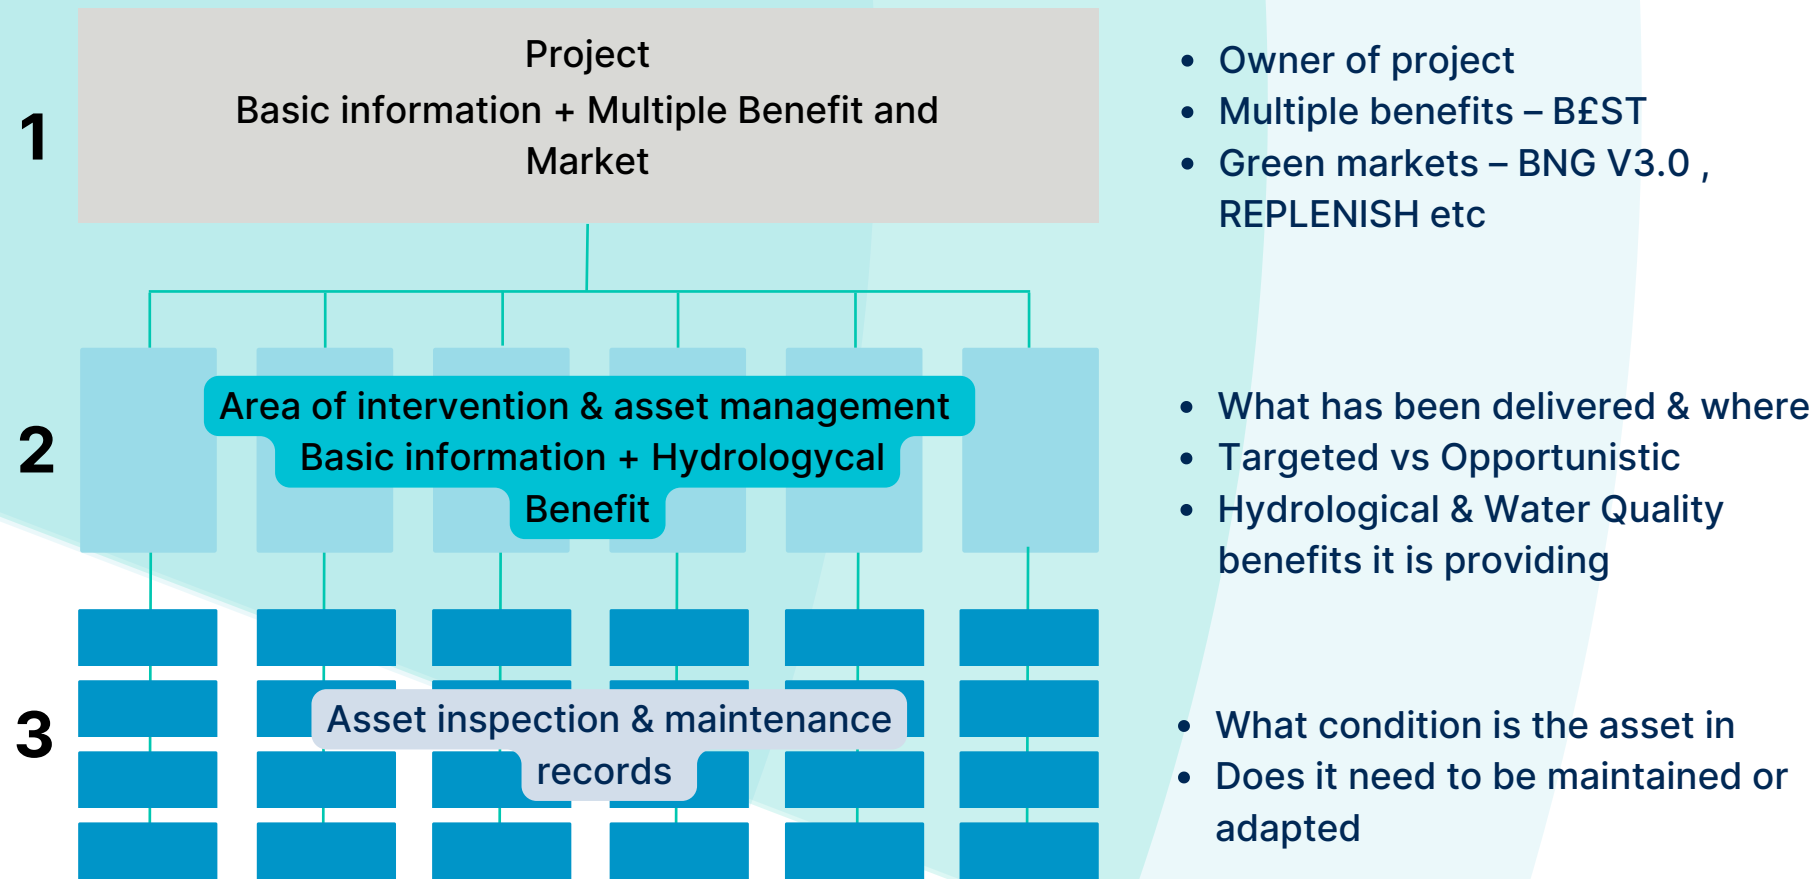 1
Project
Basic information + Multiple Benefit and
Market
• Owner of project
• Multiple benefits – B£ST
• Green markets – BNG V3.0 ,
REPLENISH etc
2
Area of intervention & asset management
Basic information + Hydrologycal
Benefit
• What has been delivered & where
• Targeted vs Opportunistic
• Hydrological & Water Quality
benefits it is providing
3
Asset inspection & maintenance
records
• What condition is the asset in
• Does it need to be maintained or
adapted